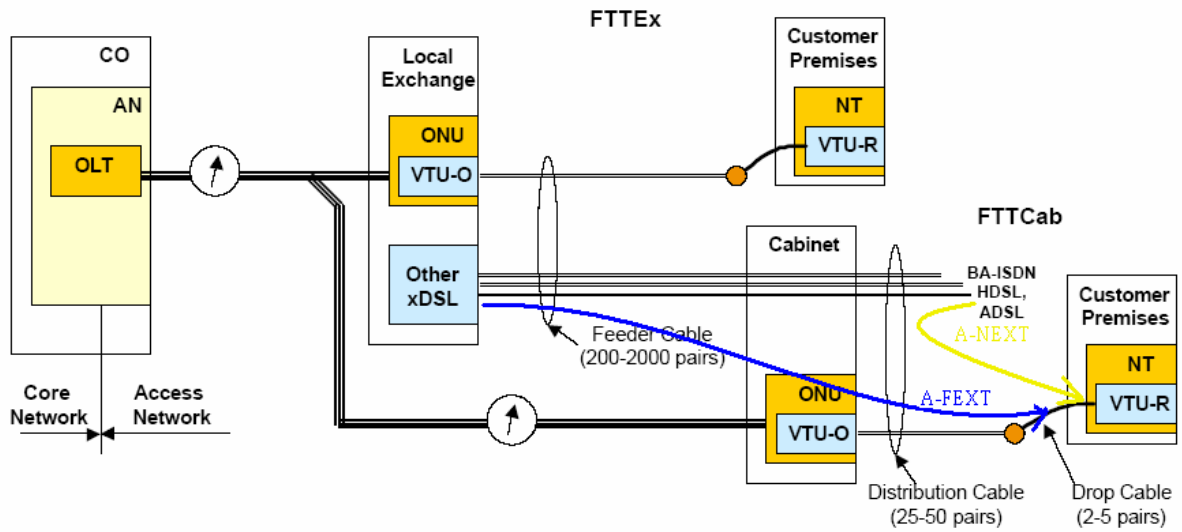 FTTEx
CO
AN
OLT
Local
Exchange
ONU
VTU-O
Other
xDSL
Customer
Premises
NT
VTU-R
FTTCab
Cabinet
BA-ISDN
HDSL,
ADSL
A-NEXT
Customer
Premises
NT
VTU-R
Feeder Cable
(200-2000 pairs)
A-FEXT
ONU
VTU-O
Core
Network
Access
Network
Distribution Cable
(25-50 pairs)
Drop Cable
(2-5 pairs)